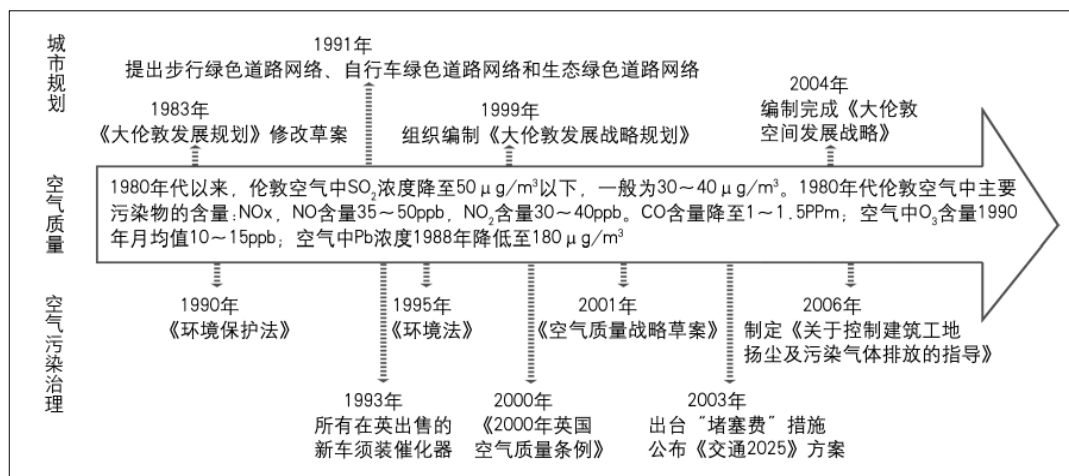 城市规划
1991年
提出步行绿色道路网络、自行车绿色道路网络和生态绿色道路网络
1983年
《大伦敦发展规划》修改草案
1999年
组织编制《大伦敦发展战略规划》
2004年
编制完成《大伦敦
空间发展战略》
空气质量
1980年代以来，伦敦空气中SO₂浓度降至50μg/m³以下，一般为30～40μg/m³。1980年代伦敦空气中主要
污染物的含量:NOx，NO含量35～50ppb，NO₂含量30～40ppb。CO含量降至1～1.5PPm；空气中O₃含量1990
年月均值10～15ppb；空气中Pb浓度1988年降低至180μg/m³
空气污染治理
1990年
《环境保护法》
1995年
《环境法》
2001年
《空气质量战略草案》
2006年
制定《关于控制建筑工地
扬尘及污染气体排放的指导》
1993年
所有在英出售的
新车须装催化器
2000年
《2000年英国
空气质量条例》
2003年
出台“堵塞费”措施
公布《交通2025》方案